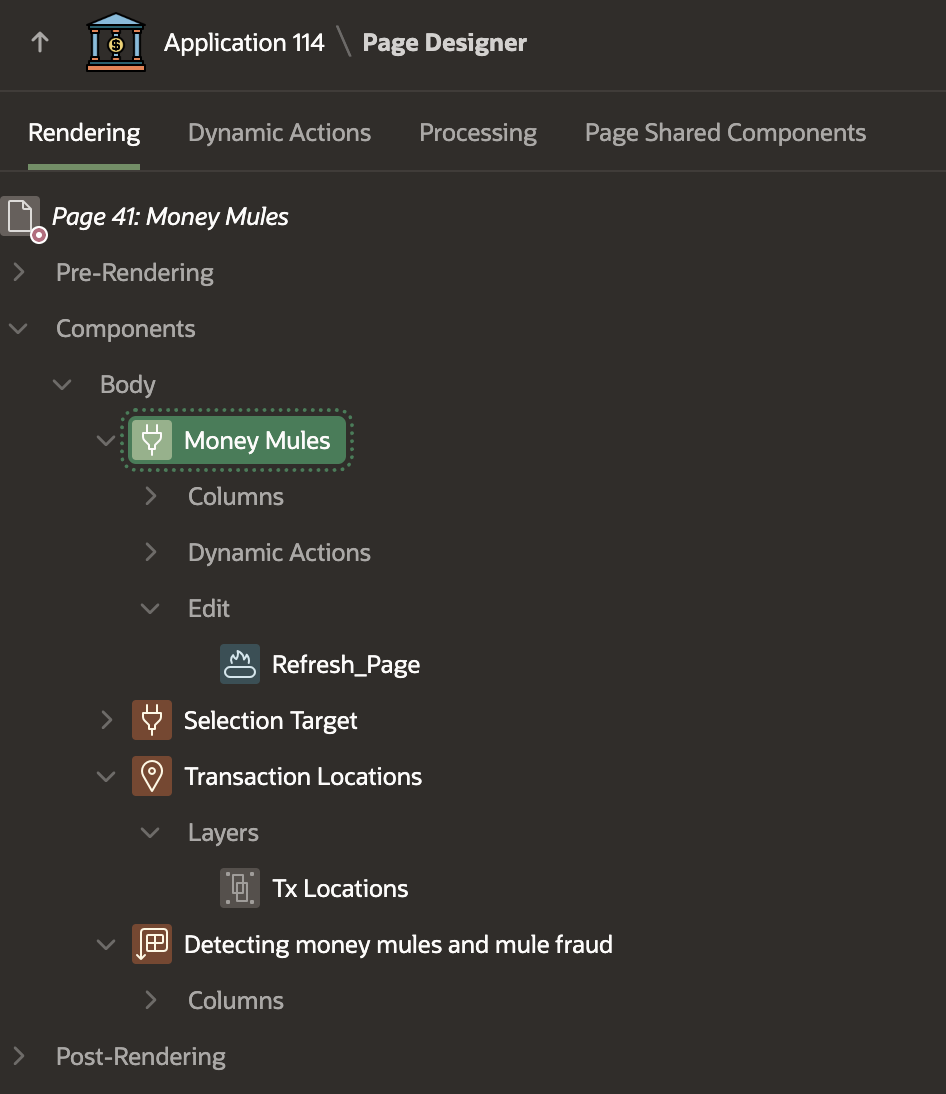 Application 114 \ Page Designer
Rendering Dynamic Actions Processing Page Shared Components
Page 41: Money Mules
Pre-Rendering
Components
Body
Money Mules
Columns
Dynamic Actions
Edit
Refresh_Page
Selection Target
Transaction Locations
Layers
Tx Locations
Detecting money mules and mule fraud
Columns
Post-Rendering